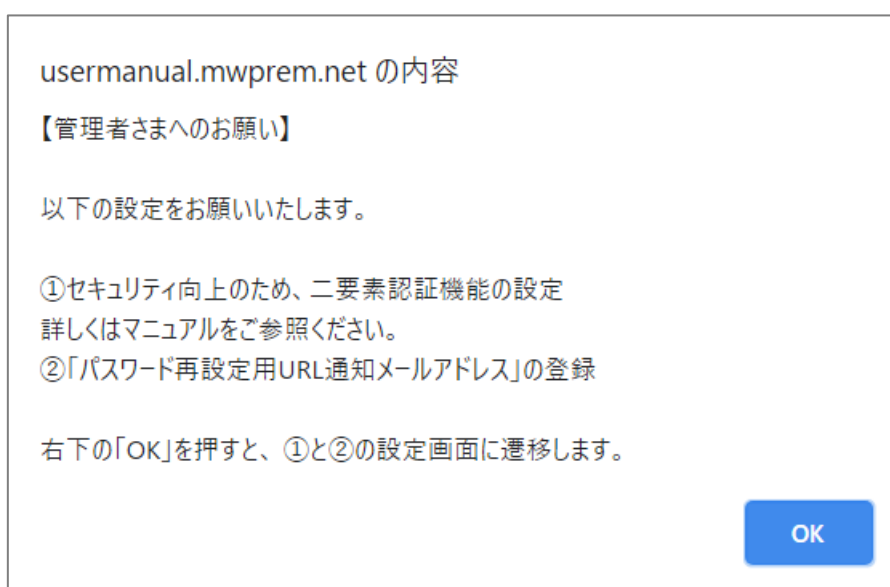 usermanual.mwprem.net の内容
【管理者さまへのお願い】
以下の設定をお願いいたします。
①セキュリティ向上のため、二要素認証機能の設定
詳しくはマニュアルをご参照ください。
②「パスワード再設定用URL通知メールアドレス」の登録
右下の「OK」を押すと、①と②の設定画面に遷移します。
OK